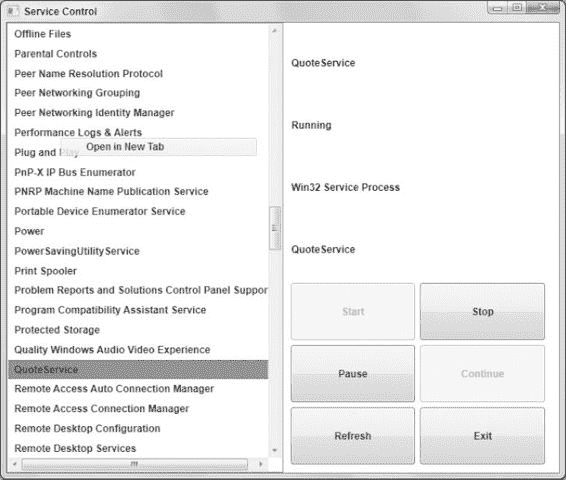 Service Control
Offline Files
Parental Controls
Peer Name Resolution Protocol
Peer Networking Grouping
Peer Networking Identity Manager
Performance Logs & Alerts
Open in New Tab
Plug and Play
PnP-X IP Bus Enumerator
PNRP Machine Name Publication Service
Portable Device Enumerator Service
Power
PowerSavingUtilityService
Print Spooler
Problem Reports and Solutions Control Panel Suppor
Program Compatibility Assistant Service
Protected Storage
Quality Windows Audio Video Experience
QuoteService
Remote Access Auto Connection Manager
Remote Access Connection Manager
Remote Desktop Configuration
Remote Desktop Services
QuoteService
Running
Win32 Service Process
QuoteService
Start
Stop
Pause
Continue
Refresh
Exit